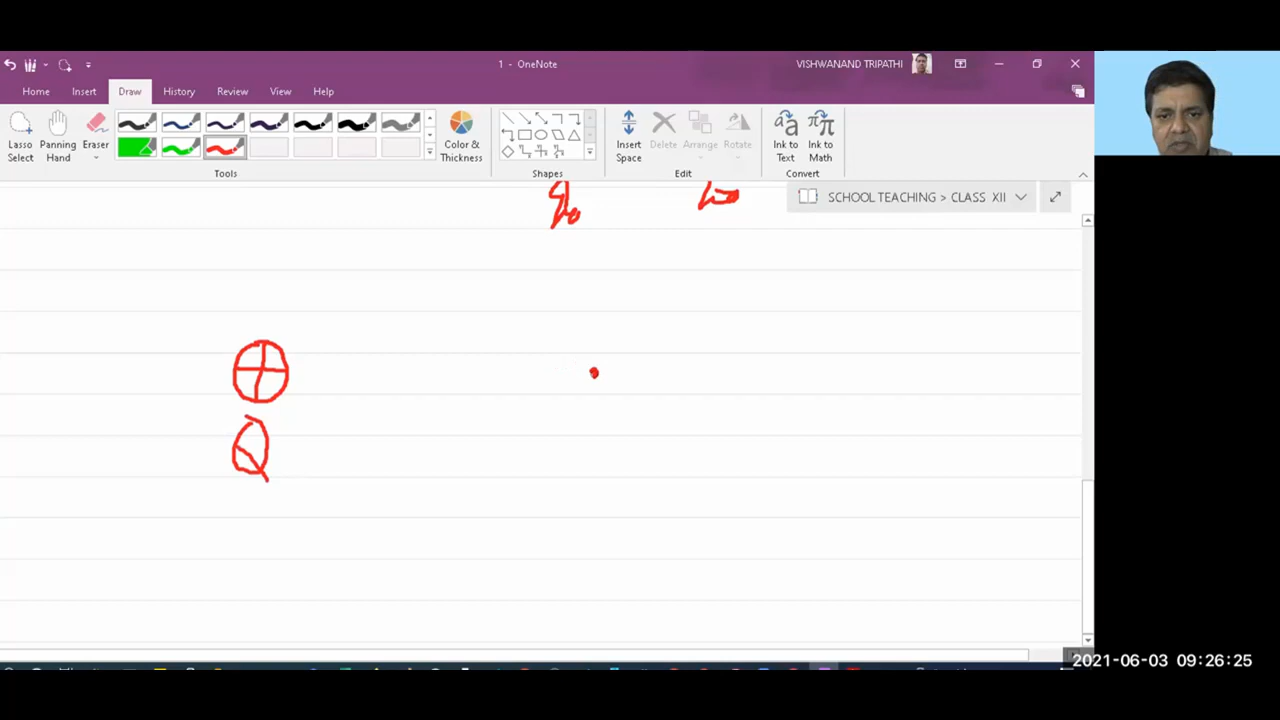 1 - OneNote
VISHWANAND TRIPATHI
Home Insert Draw History Review View Help
Lasso Select
Panning Hand
Eraser
Color & Thickness
Insert Space
Delete
Arrange
Rotate
Ink to Text
Ink to Math
Tools
Shapes
Edit
Convert
SCHOOL TEACHING > CLASS XII
Q
2021-06-03 09:26:25